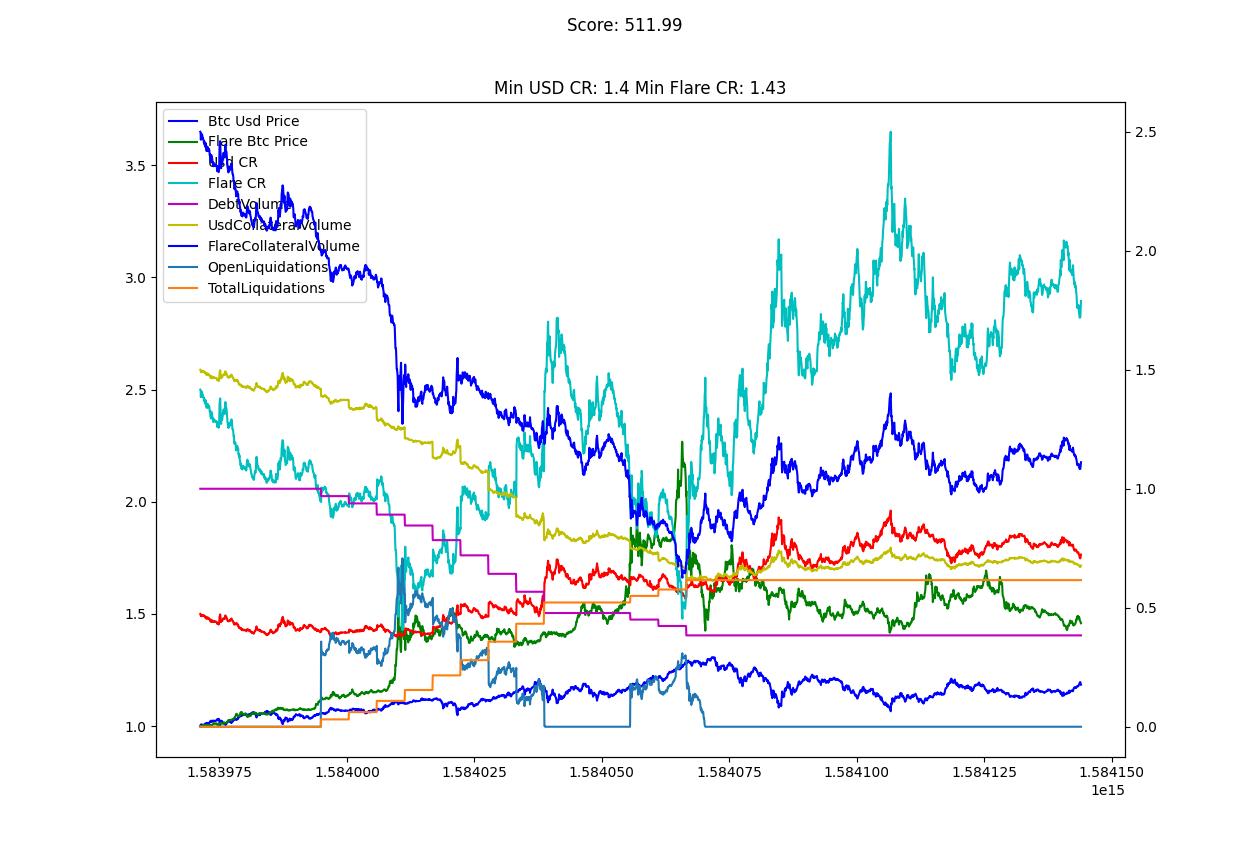 Score: 511.99
Min USD CR: 1.4 Min Flare CR: 1.43
Btc Usd Price
Flare Btc Price
Usd CR
Flare CR
DebtVolume
UsdCollateralVolume
FlareCollateralVolume
OpenLiquidations
TotalLiquidations
3.5
3.0
2.5
2.0
1.5
1.0
2.5
2.0
1.5
1.0
0.5
0.0
1.583975 1.584000 1.584025 1.584050 1.584075 1.584100 1.584125 1.584150
1e15